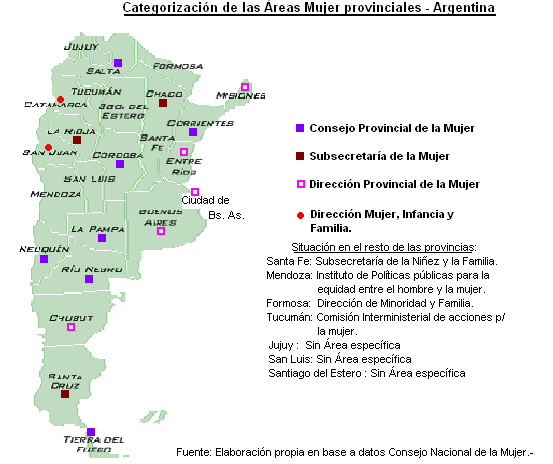 Categorización de las Áreas Mujer provinciales - Argentina
JUJUY
SALTA
FORMOSA
MISIONES
TUCUMÁN
CHACO
CATAMARCA
SGO. DEL
ESTERO
CORRIENTES
LA RIOJA
SANTA
FE
SAN JUAN
CORDOBA
ENTRE
RÍOS
SAN LUIS
MENDOZA
Ciudad de
Bs. As.
BUENOS
AIRES
LA PAMPA
NEUQUÉN
RÍO NEGRO
CHUBUT
SANTA
CRUZ
TIERRA DEL
FUEGO
Consejo Provincial de la Mujer
Subsecretaría de la Mujer
Dirección Provincial de la Mujer
Dirección Mujer, Infancia y
Familia.
Situación en el resto de las provincias:
Santa Fe: Subsecretaría de la Niñez y la Familia.
Mendoza: Instituto de Políticas públicas para la
equidad entre el hombre y la mujer.
Formosa: Dirección de Minoridad y Familia.
Tucumán: Comisión Interministerial de acciones p/
la mujer.
Jujuy : Sin Área específica
San Luis: Sin Área específica
Santiago del Estero : Sin Área específica
Fuente: Elaboración propia en base a datos Consejo Nacional de la Mujer.-